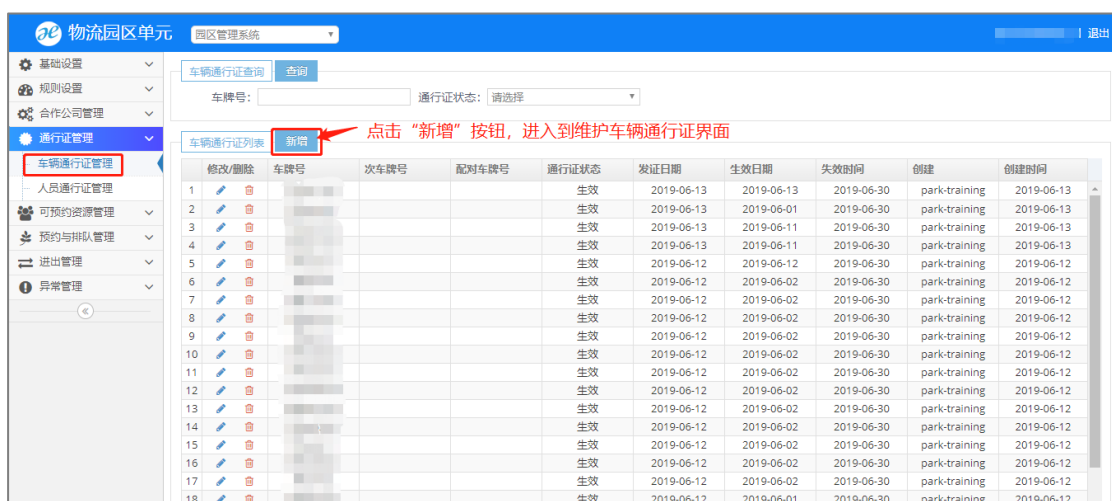 物流园区单元 园区管理系统 | 退出
基础设置
规则设置
合作公司管理
通行证管理
车辆通行证管理
人员通行证管理
可预约资源管理
预约与排队管理
进出管理
异常管理
车辆通行证查询 查询
车牌号: 通行证状态: 请选择
车辆通行证列表 新增 点击“新增”按钮，进入到维护车辆通行证界面
修改/删除 车牌号 次车牌号 配对车牌号 通行证状态 发证日期 生效日期 失效时间 创建 创建时间
1 生效 2019-06-13 2019-06-13 2019-06-30 park-training 2019-06-13
2 生效 2019-06-13 2019-06-01 2019-06-30 park-training 2019-06-13
3 生效 2019-06-13 2019-06-11 2019-06-30 park-training 2019-06-13
4 生效 2019-06-13 2019-06-11 2019-06-30 park-training 2019-06-13
5 生效 2019-06-12 2019-06-12 2019-06-30 park-training 2019-06-12
6 生效 2019-06-12 2019-06-02 2019-06-30 park-training 2019-06-12
7 生效 2019-06-12 2019-06-02 2019-06-30 park-training 2019-06-12
8 生效 2019-06-12 2019-06-02 2019-06-30 park-training 2019-06-12
9 生效 2019-06-12 2019-06-02 2019-06-30 park-training 2019-06-12
10 生效 2019-06-12 2019-06-02 2019-06-30 park-training 2019-06-12
11 生效 2019-06-12 2019-06-02 2019-06-30 park-training 2019-06-12
12 生效 2019-06-12 2019-06-02 2019-06-30 park-training 2019-06-12
13 生效 2019-06-12 2019-06-02 2019-06-30 park-training 2019-06-12
14 生效 2019-06-12 2019-06-02 2019-06-30 park-training 2019-06-12
15 生效 2019-06-12 2019-06-02 2019-06-30 park-training 2019-06-12
16 生效 2019-06-12 2019-06-02 2019-06-30 park-training 2019-06-12
17 生效 2019-06-12 2019-06-02 2019-06-30 park-training 2019-06-12
18 生效 2019-06-12 2019-06-01 2019-06-30 park-training 2019-06-12